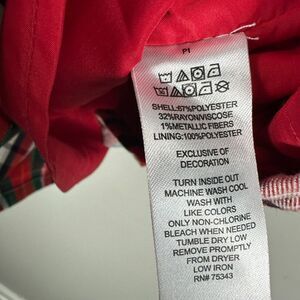 P1
SHELL:67%POLYESTER
32%RAYON/VISCOSE
1%METALLIC FIBERS
LINING:100%POLYESTER
EXCLUSIVE OF
DECORATION
TURN INSIDE OUT
MACHINE WASH COOL
WASH WITH
LIKE COLORS
ONLY NON-CHLORINE
BLEACH WHEN NEEDED
TUMBLE DRY LOW
REMOVE PROMPTLY
FROM DRYER
LOW IRON
RN# 75343